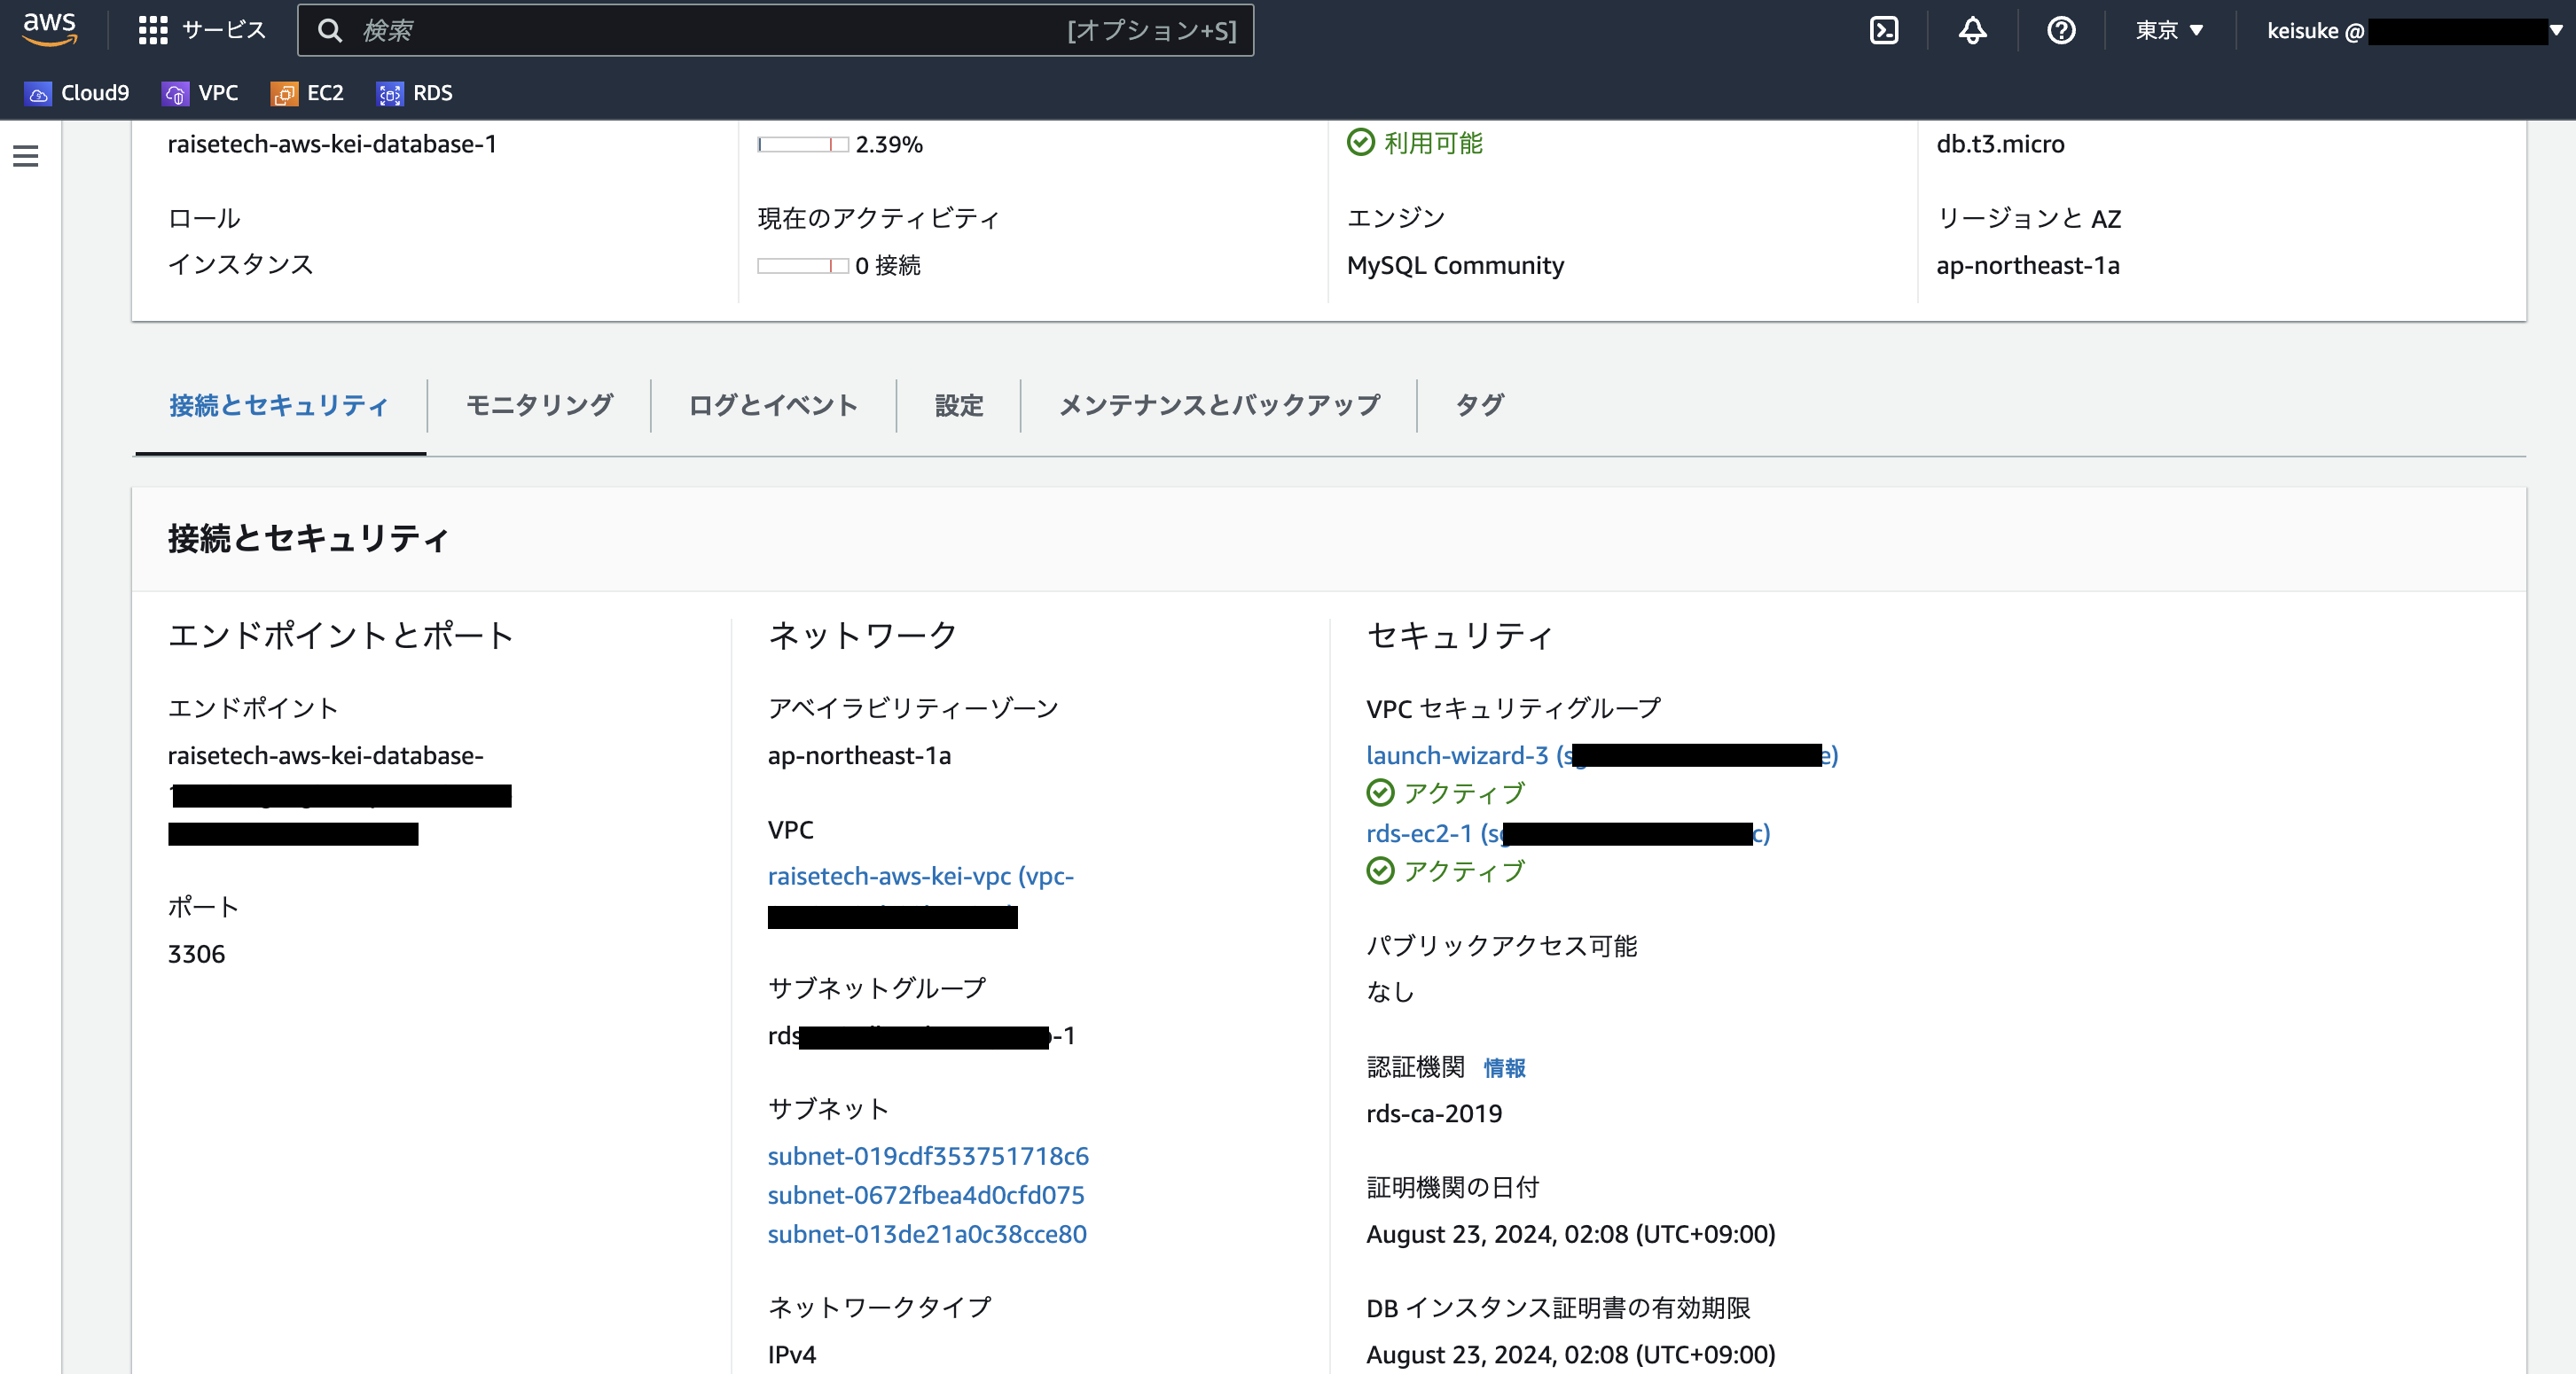 aws
サービス
検索
[オプション+S]
東京
keisuke @
Cloud9
VPC
EC2
RDS
raisetech-aws-kei-database-1
2.39%
利用可能
db.t3.micro
ロール
現在のアクティビティ
エンジン
リージョンと AZ
インスタンス
0 接続
MySQL Community
ap-northeast-1a
接続とセキュリティ
モニタリング
ログとイベント
設定
メンテナンスとバックアップ
タグ
接続とセキュリティ
エンドポイントとポート
エンドポイント
raisetech-aws-kei-database-
ポート
3306
ネットワーク
アベイラビリティーゾーン
ap-northeast-1a
VPC
raisetech-aws-kei-vpc (vpc-
サブネットグループ
rds
-1
サブネット
subnet-019cdf353751718c6
subnet-0672fbea4d0cfd075
subnet-013de21a0c38cce80
ネットワークタイプ
IPv4
セキュリティ
VPC セキュリティグループ
launch-wizard-3 (s
e)
アクティブ
rds-ec2-1 (s
c)
アクティブ
パブリックアクセス可能
なし
認証機関 情報
rds-ca-2019
証明機関の日付
August 23, 2024, 02:08 (UTC+09:00)
DB インスタンス証明書の有効期限
August 23, 2024, 02:08 (UTC+09:00)